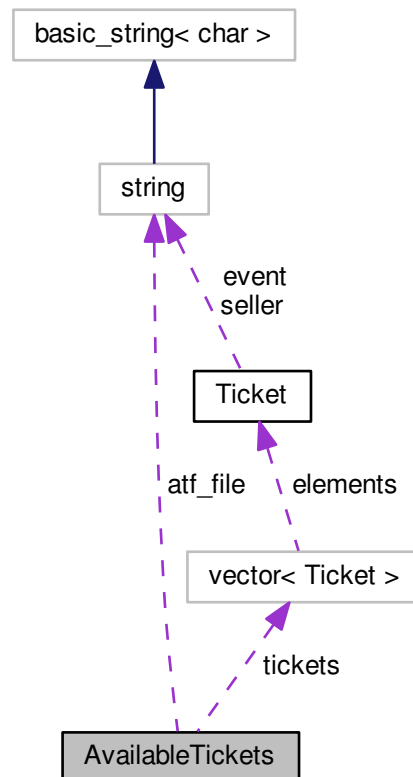 basic_string< char >
string
event
seller
Ticket
atf_file
elements
vector< Ticket >
tickets
AvailableTickets